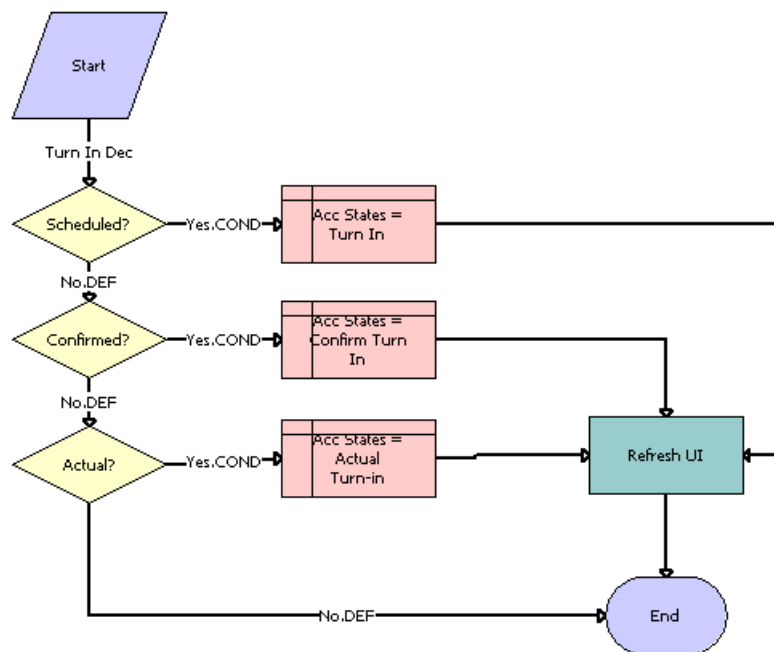 Start
Turn In Dec
Scheduled?
Yes.COND
Acc States =
Turn In
No.DEF
Confirmed?
Yes.COND
Acc States =
Confirm Turn
In
No.DEF
Actual?
Yes.COND
Acc States =
Actual
Turn-in
Refresh UI
No.DEF
End